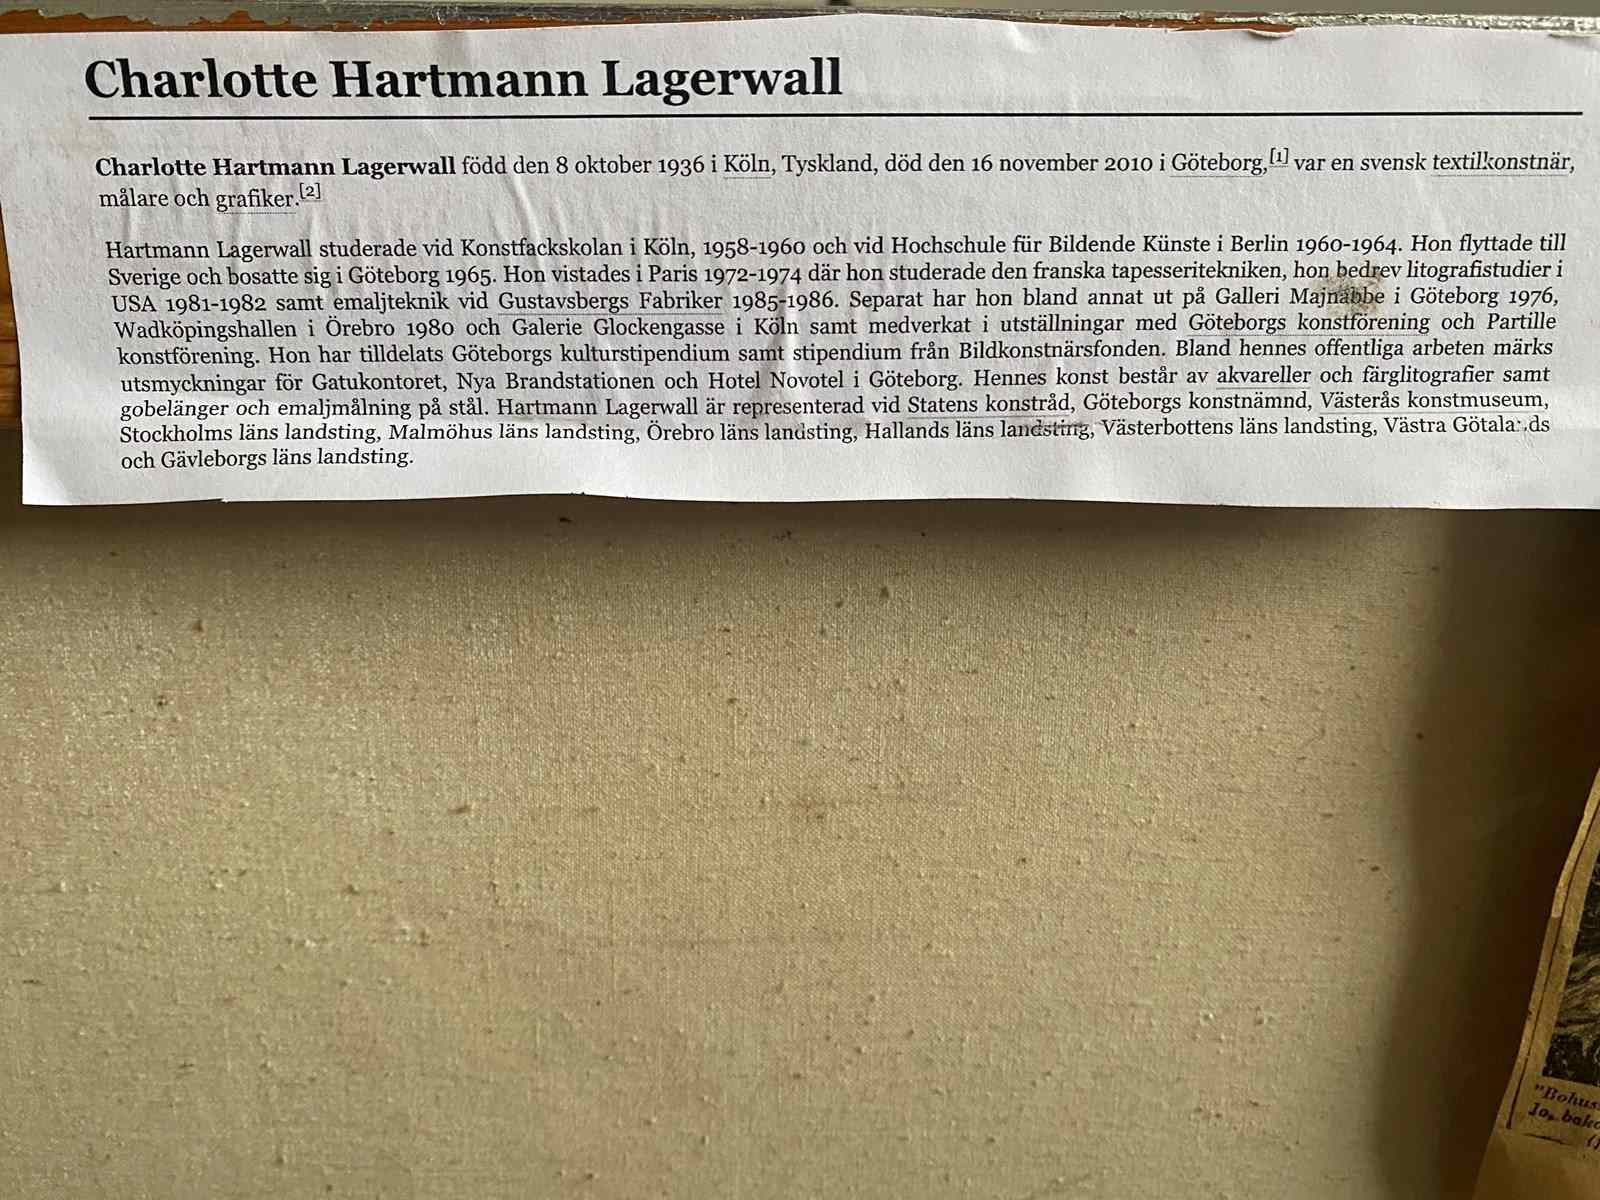 Charlotte Hartmann Lagerwall
Charlotte Hartmann Lagerwall född den 8 oktober 1936 i Köln, Tyskland, död den 16 november 2010 i Göteborg,[1] var en svensk textilkonstnär,
målare och grafiker.[2]
Hartmann Lagerwall studerade vid Konstfackskolan i Köln, 1958-1960 och vid Hochschule für Bildende Künste i Berlin 1960-1964. Hon flyttade till
Sverige och bosatte sig i Göteborg 1965. Hon vistades i Paris 1972-1974 där hon studerade den franska tapesseritekniken, hon bedrev litografistudier i
USA 1981-1982 samt emaljteknik vid Gustavsbergs Fabriker 1985-1986. Separat har hon bland annat ut på Galleri Majnabbe i Göteborg 1976,
Wadköpingshallen i Örebro 1980 och Galerie Glockengasse i Köln samt medverkat i utställningar med Göteborgs konstförening och Partille
konstförening. Hon har tilldelats Göteborgs kulturstipendium samt stipendium från Bildkonstnärsfonden. Bland hennes offentliga arbeten märks
utsmyckningar för Gatukontoret, Nya Brandstationen och Hotel Novotel i Göteborg. Hennes konst består av akvareller och färglitografier samt
gobelänger och emaljmålning på stål. Hartmann Lagerwall är representerad vid Statens konstråd, Göteborgs konstnämnd, Västerås konstmuseum,
Stockholms läns landsting, Malmöhus läns landsting, Örebro läns landsting, Hallands läns landsting, Västerbottens läns landsting, Västra Götalands
och Gävleborgs läns landsting.
"Bohus
10, bak